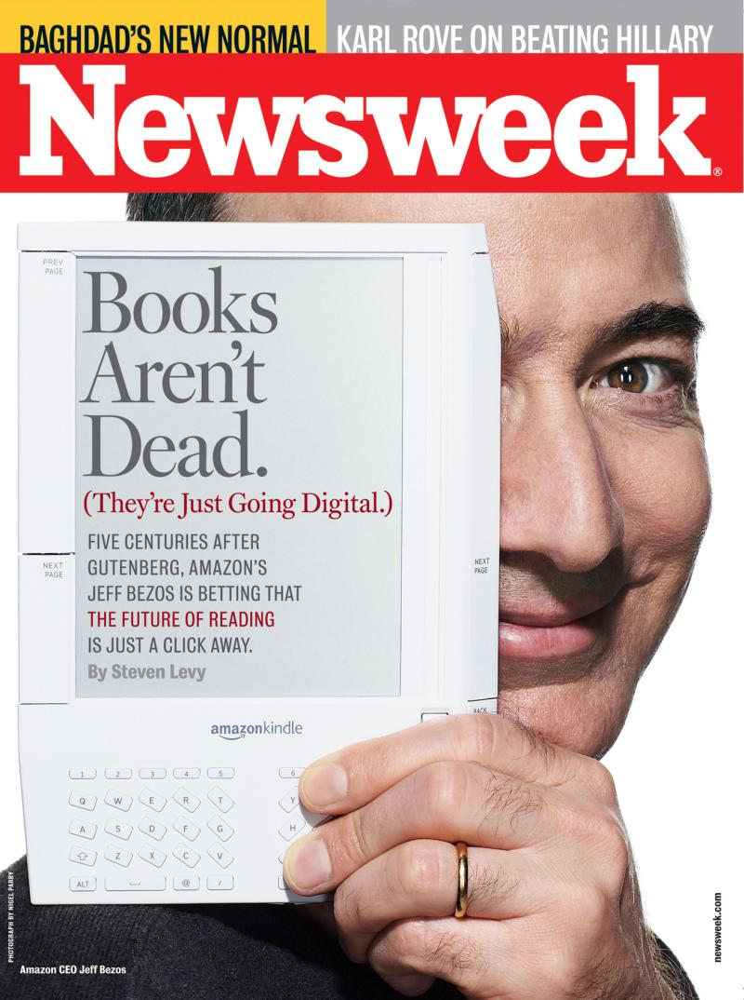 BAGHDAD'S NEW NORMAL
KARL ROVE ON BEATING HILLARY
Newsweek®
PREV
PAGE
Books
Aren't
Dead.
(They're Just Going Digital.)
FIVE CENTURIES AFTER
GUTENBERG, AMAZON'S
JEFF BEZOS IS BETTING THAT
THE FUTURE OF READING
IS JUST A CLICK AWAY.
By Steven Levy
NEXT
PAGE
NEXT
PAGE
BACK
amazonkindle
1 2 3 4 5 6
Q W E R T Y
A S D F G H
Z X C V
ALT @ /
PHOTOGRAPH BY NIGEL PARRY
Amazon CEO Jeff Bezos
newsweek.com